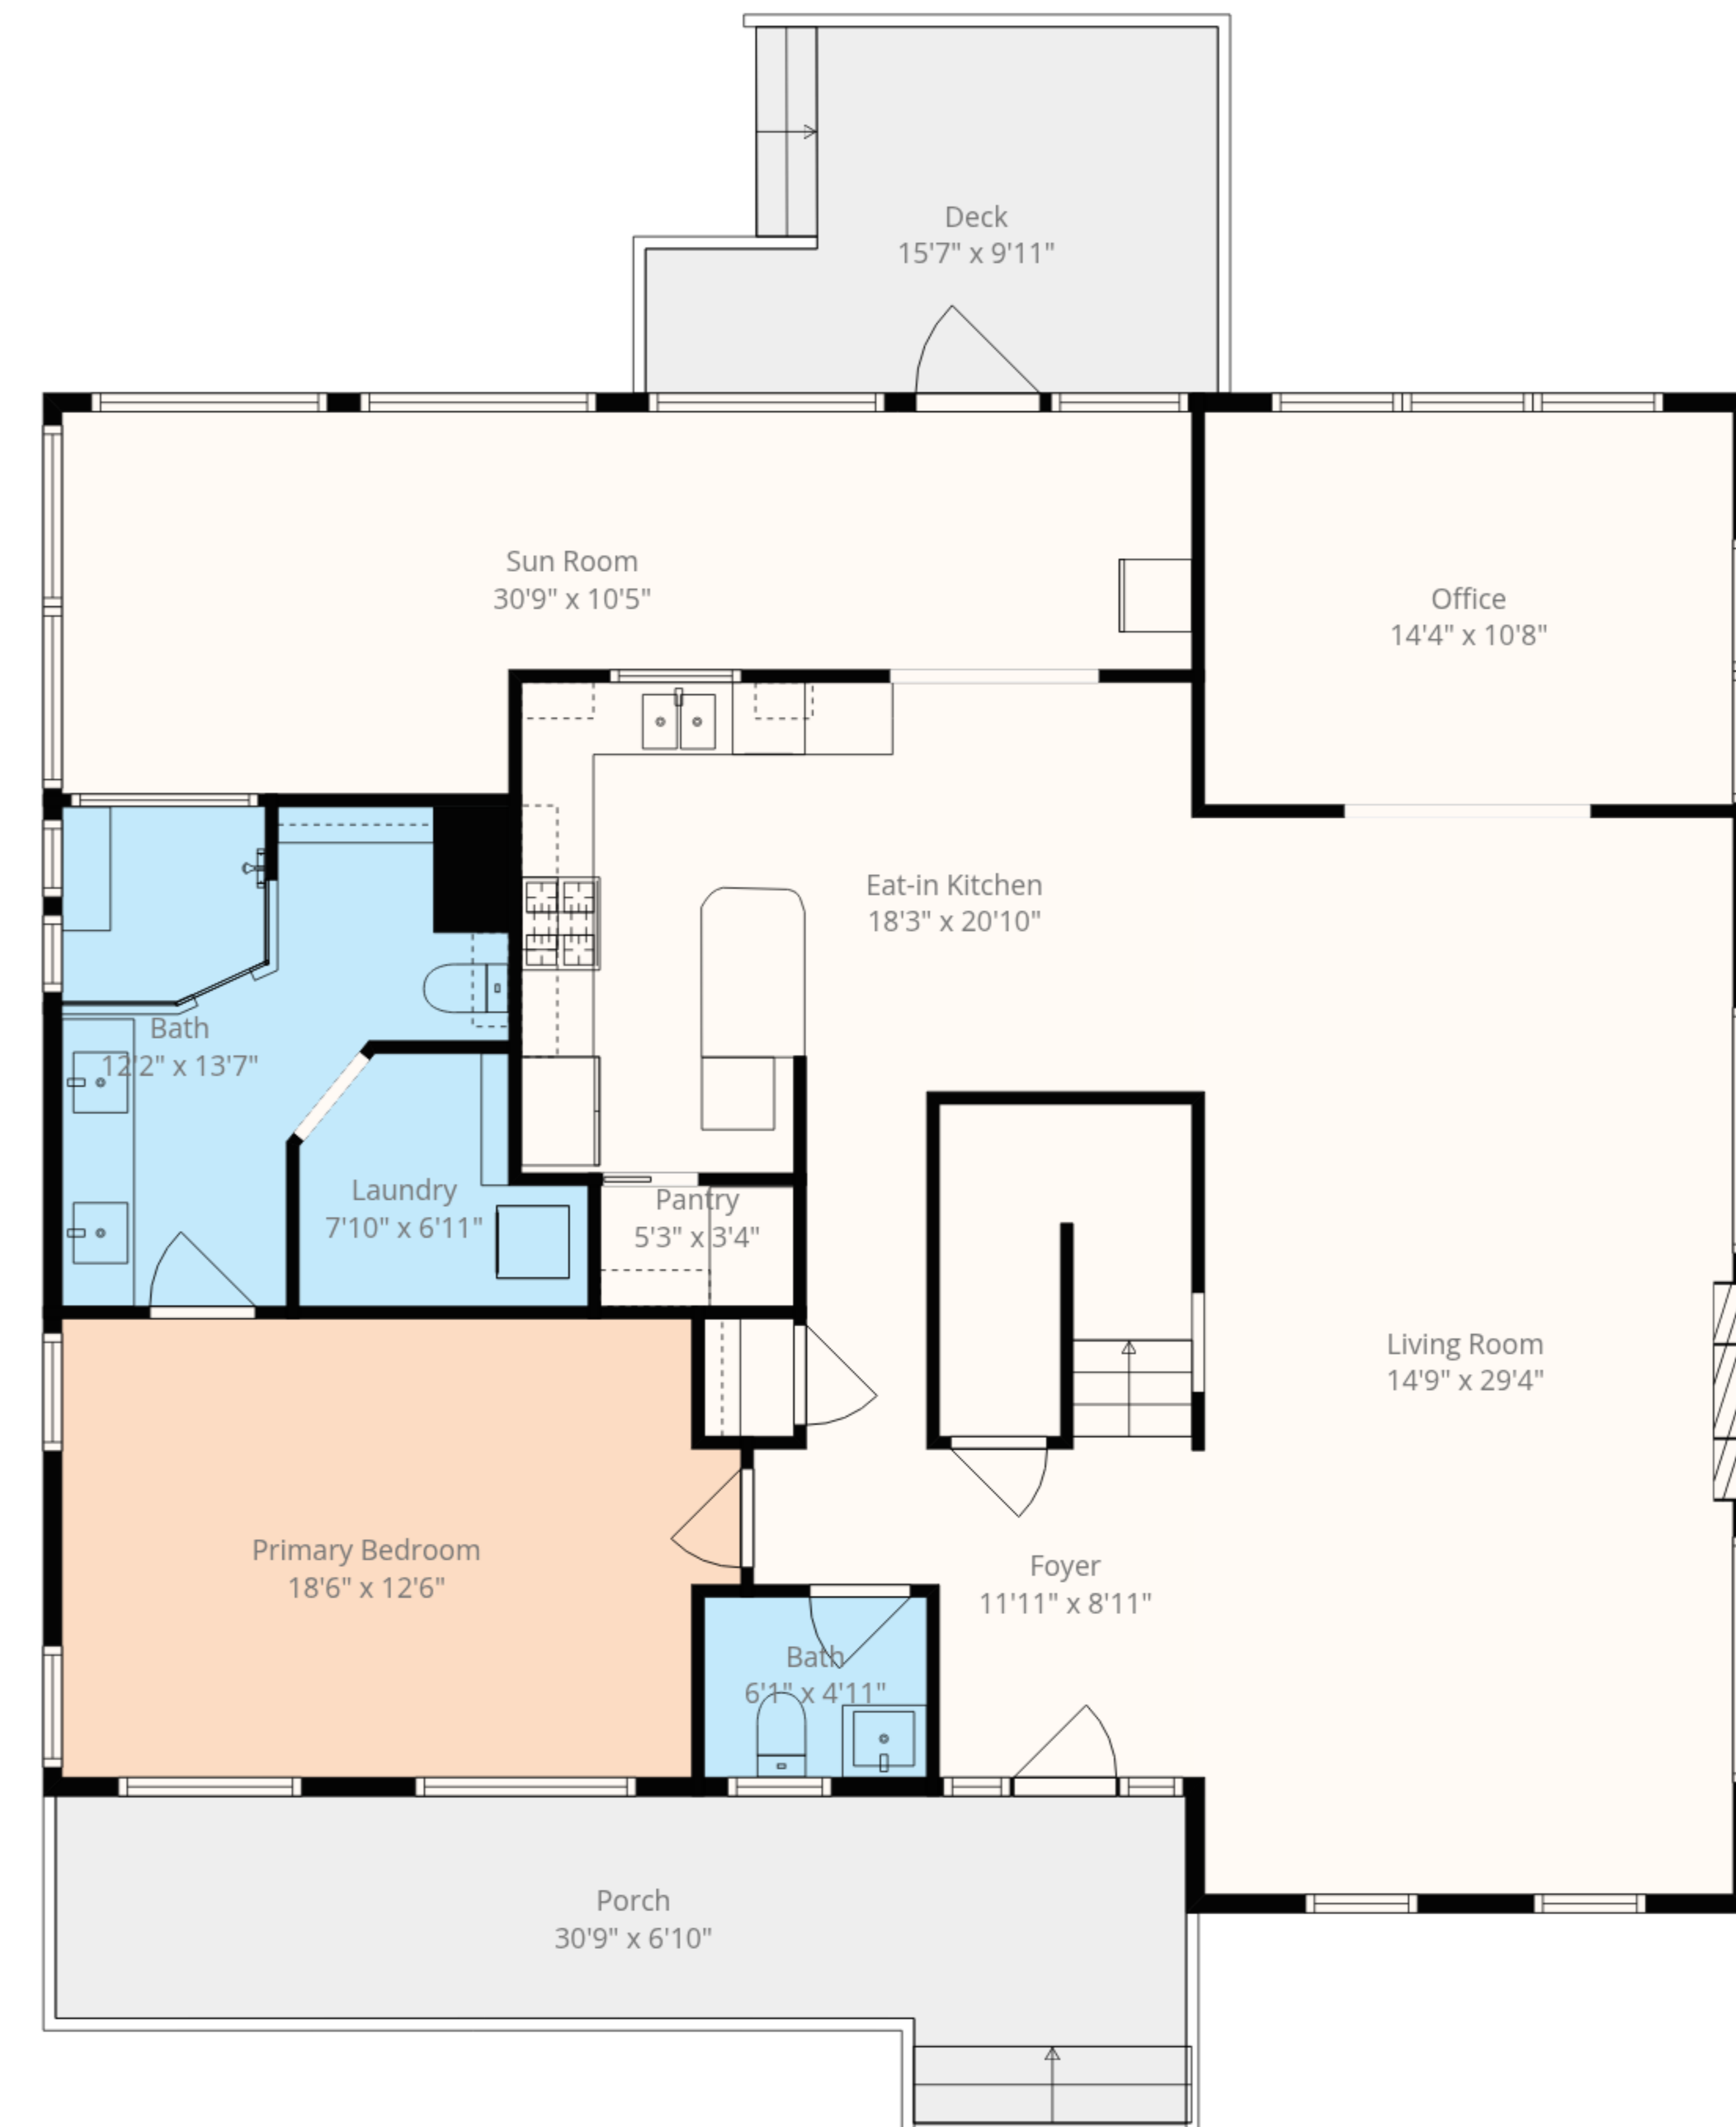 Deck
15'7" x 9'11"
Sun Room
30'9" x 10'5"
Office
14'4" x 10'8"
Eat-in Kitchen
18'3" x 20'10"
Bath
12'2" x 13'7"
Laundry
7'10" x 6'11"
Pantry
5'3" x 3'4"
Living Room
14'9" x 29'4"
Primary Bedroom
18'6" x 12'6"
Foyer
11'11" x 8'11"
Bath
6'1" x 4'11"
Porch
30'9" x 6'10"